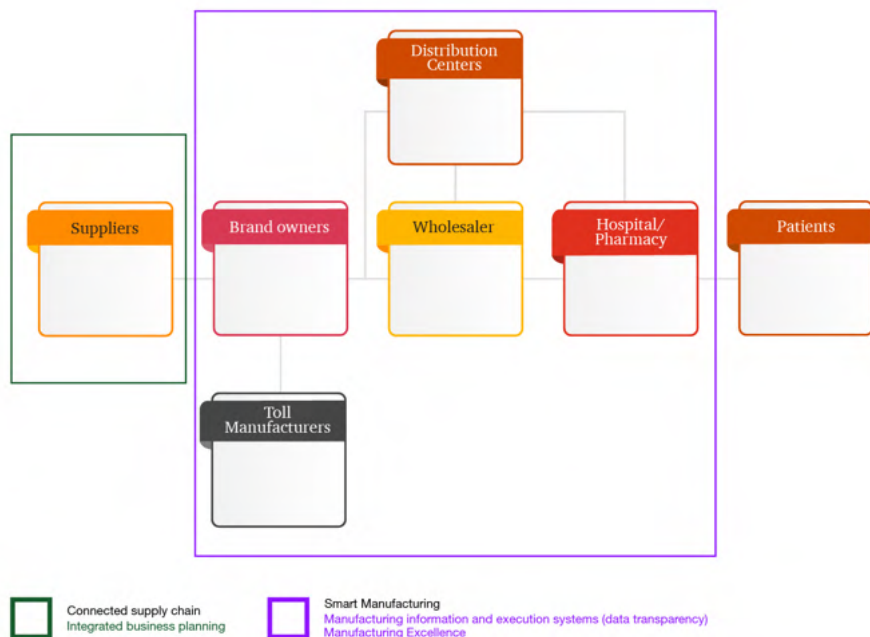 Distribution
Centers
Suppliers
Brand owners
Wholesaler
Hospital/
Pharmacy
Patients
Toll
Manufacturers
Connected supply chain
Integrated business planning
Smart Manufacturing
Manufacturing information and execution systems (data transparency)
Manufacturing Excellence